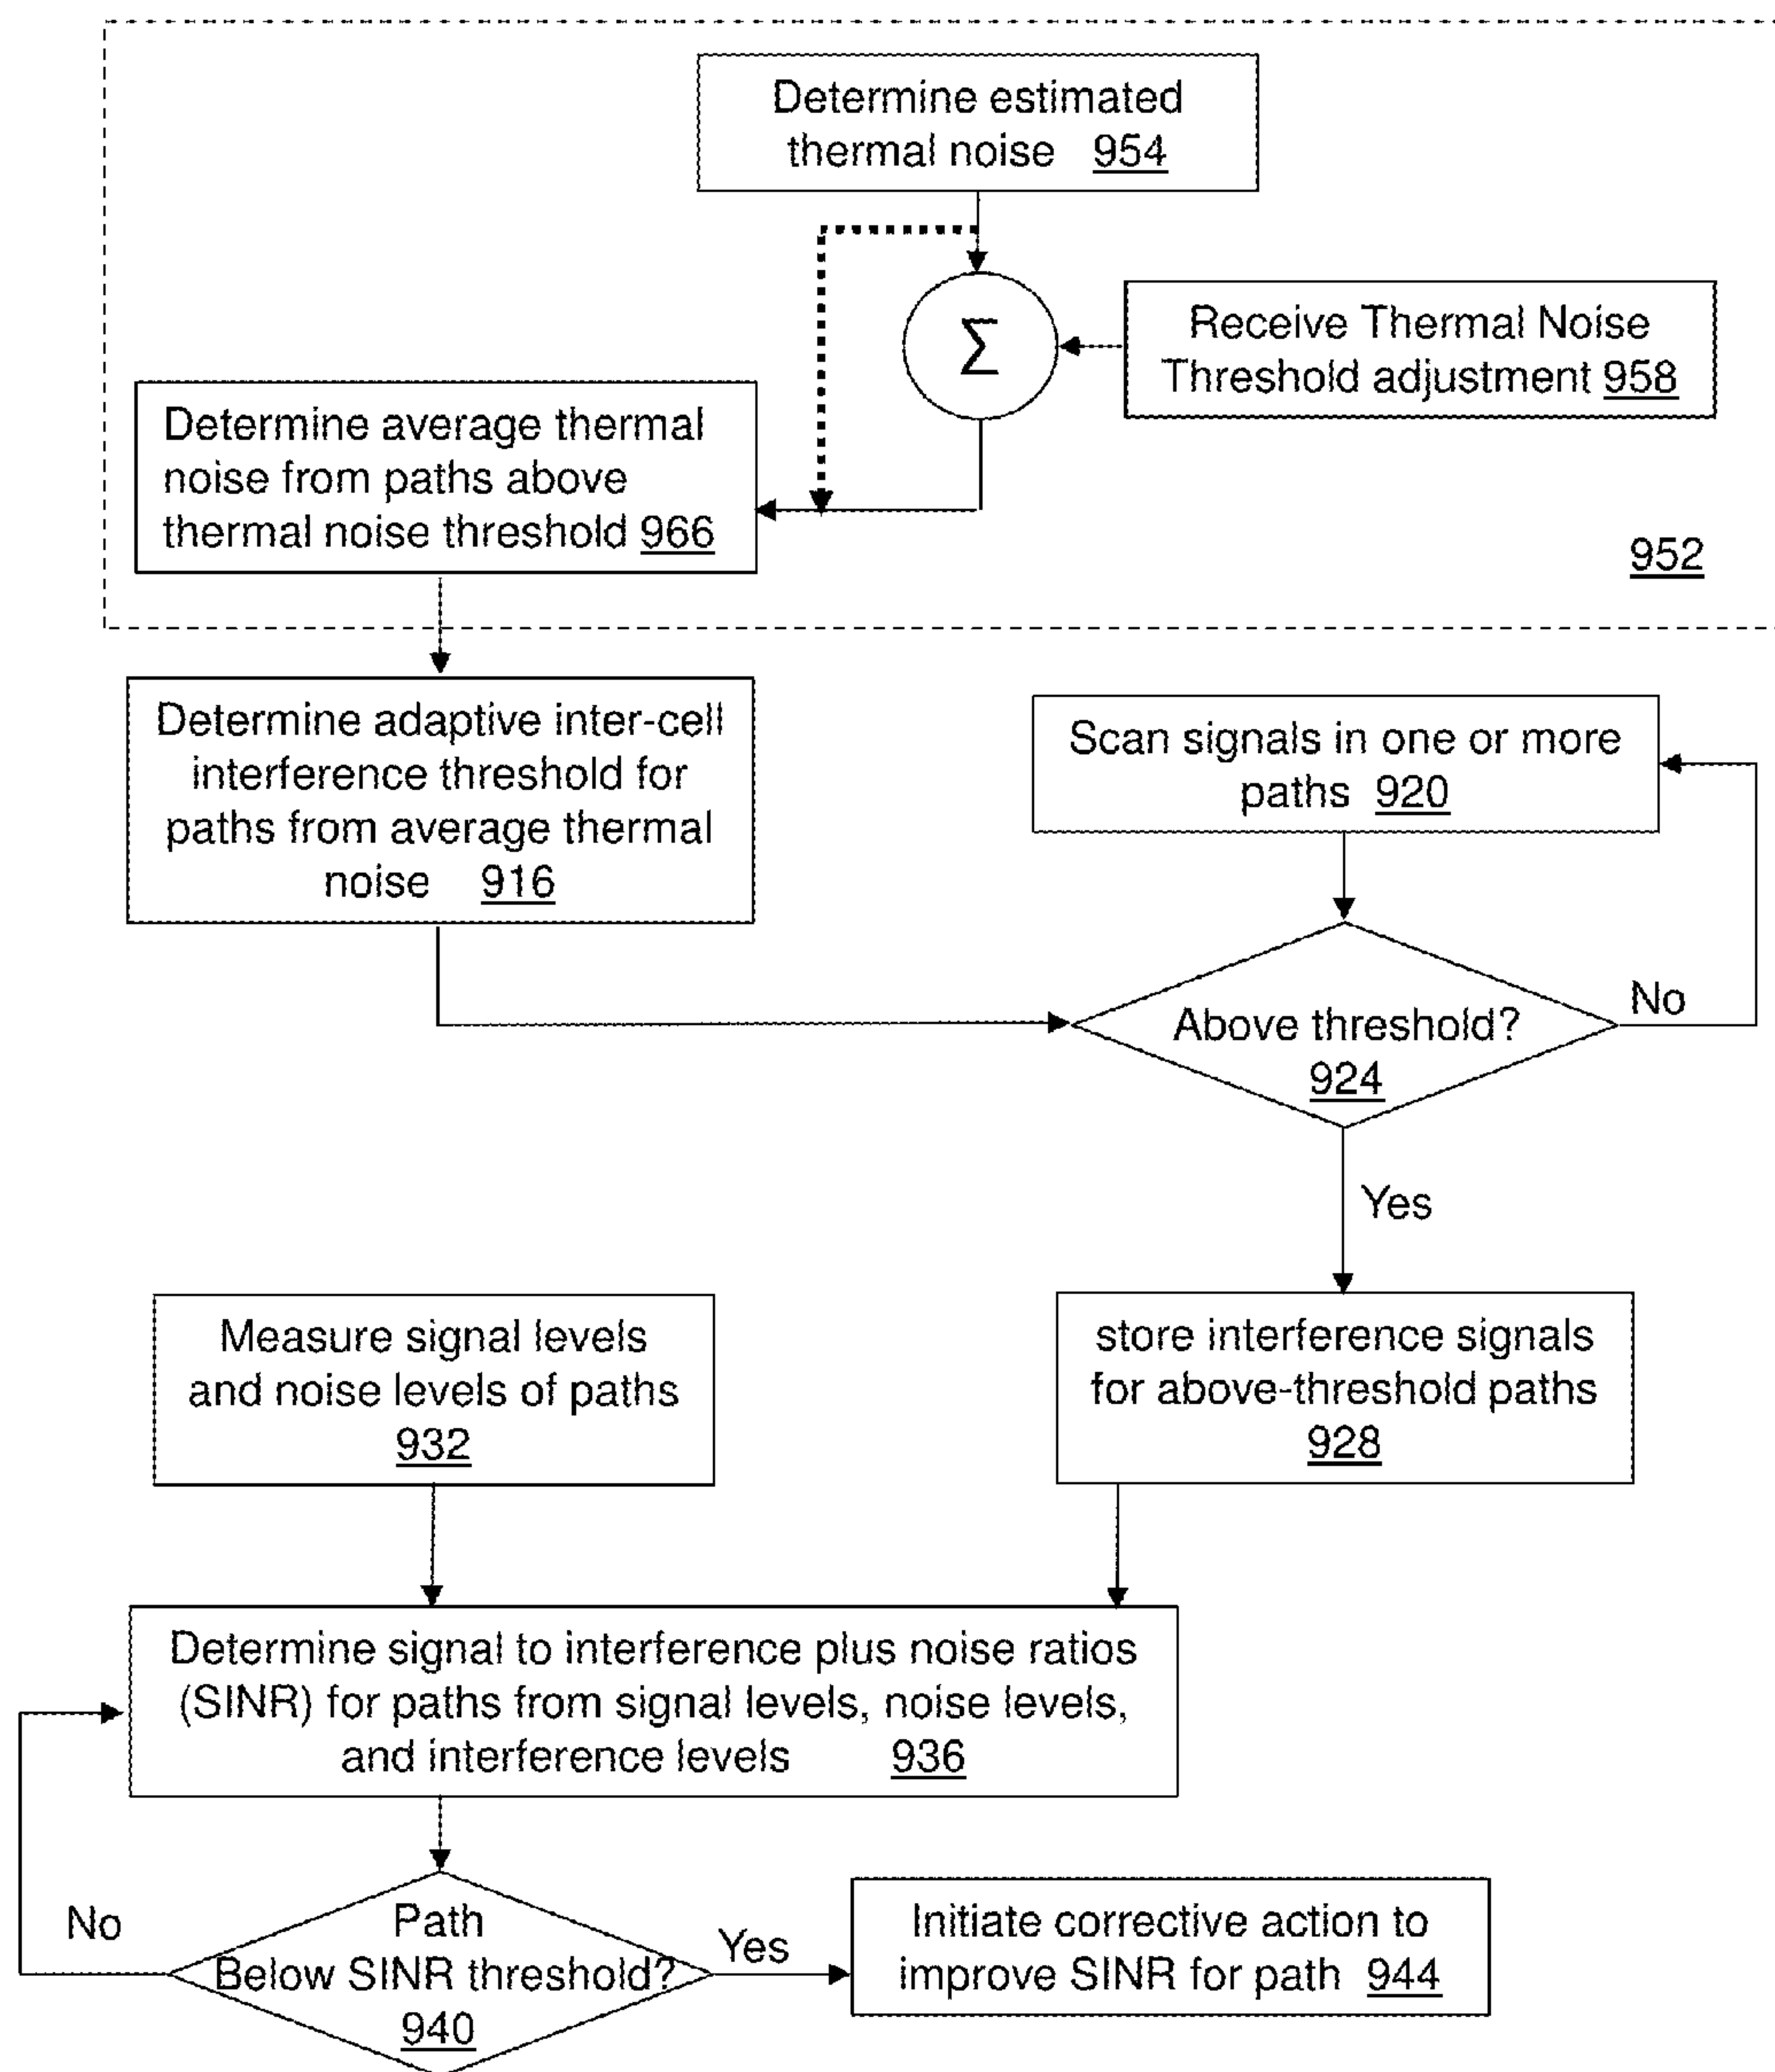 Determine estimated
thermal noise 954
Σ
Receive Thermal Noise
Threshold adjustment 958
Determine average thermal
noise from paths above
thermal noise threshold 966
952
Determine adaptive inter-cell
interference threshold for
paths from average thermal
noise 916
Scan signals in one or more
paths 920
Above threshold?
924
No
Yes
Measure signal levels
and noise levels of paths
932
store interference signals
for above-threshold paths
928
Determine signal to interference plus noise ratios
(SINR) for paths from signal levels, noise levels,
and interference levels 936
No
Path
Below SINR threshold?
940
Yes
Initiate corrective action to
improve SINR for path 944